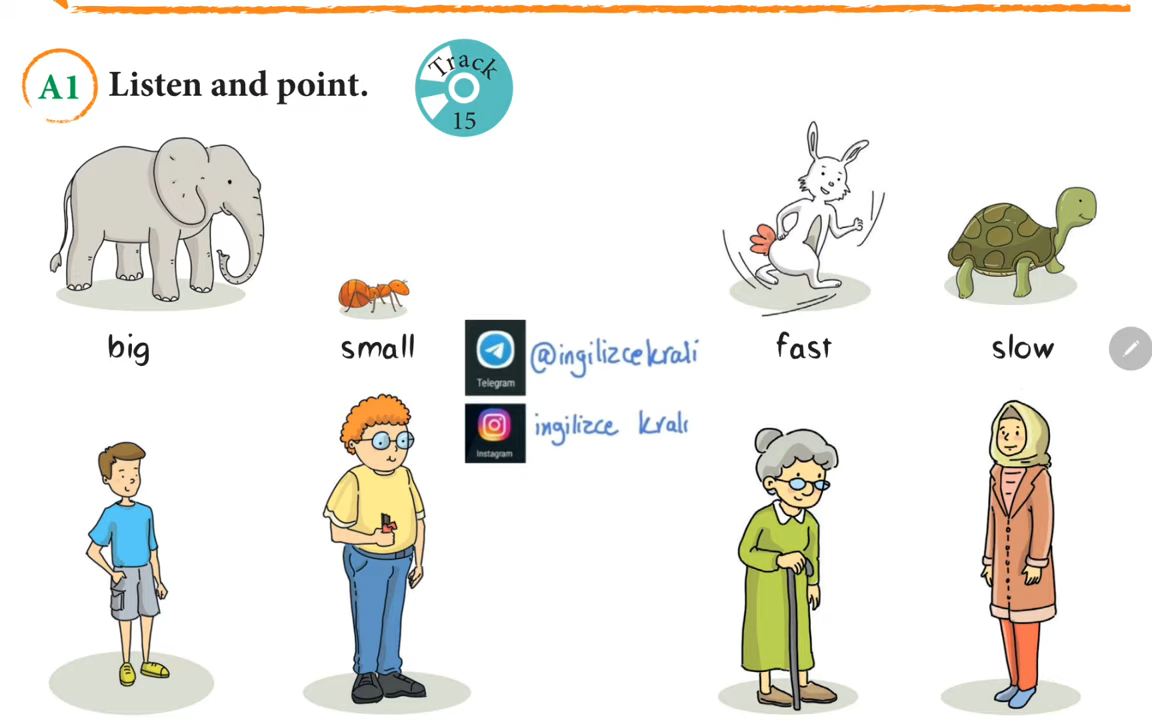 A1 Listen and point.
Track
15
big
small
fast
slow
Telegram
@ingilizcekrali
Instagram
ingilizce kralı